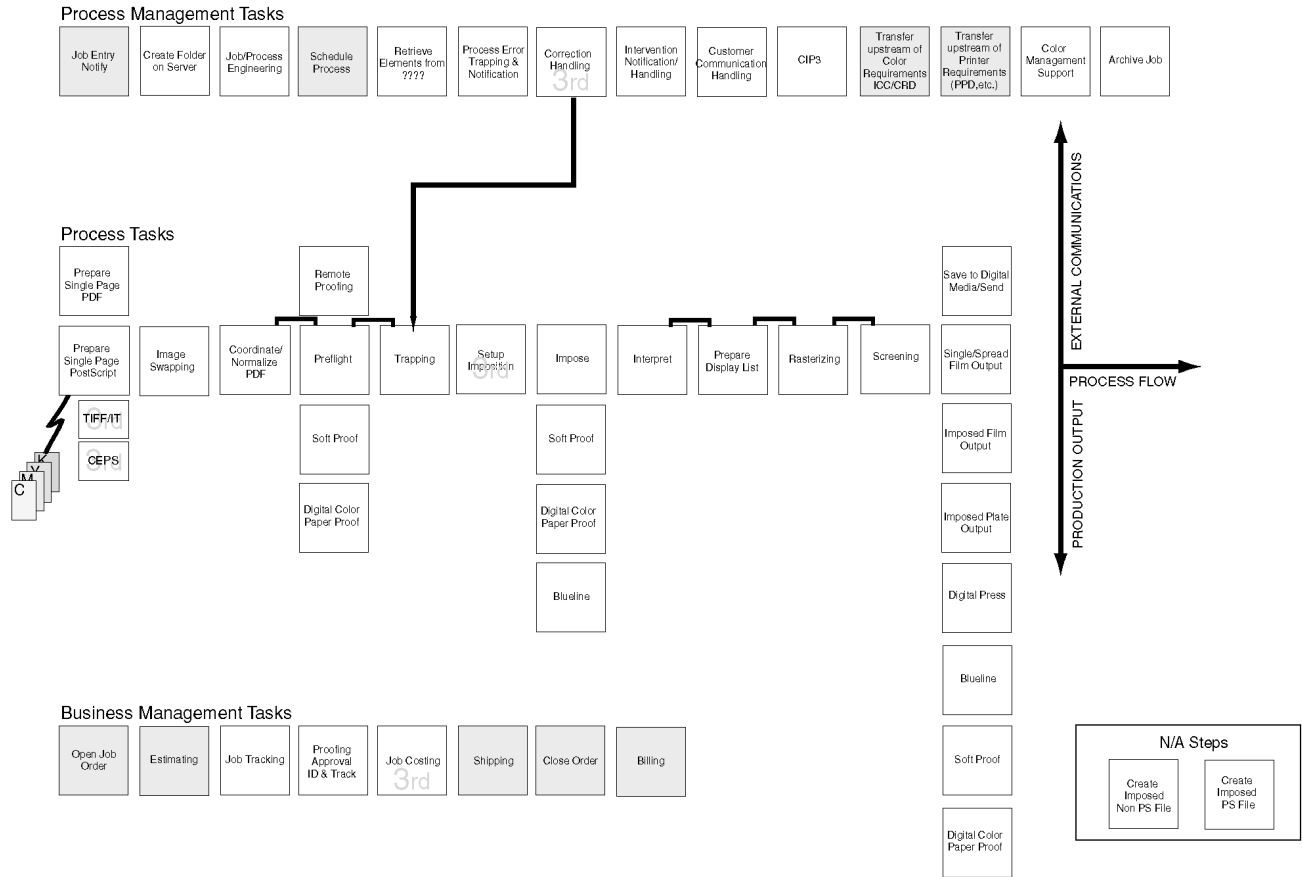 Process Management Tasks
Job Entry
Notify
Create Folder
on Server
Job/Process
Engineering
Schedule
Process
Retrieve
Elements from
????
Process Error
Trapping &
Notification
Correction
Handling
3rd
Intervention
Notification/
Handling
Customer
Communication
Handling
CIP3
Transfer
upstream of
Color
Requirements
ICC/CRD
Transfer
upstream of
Printer
Requirements
(PPD,etc.)
Color
Management
Support
Archive Job
Process Tasks
Prepare
Single Page
PDF
Remote
Proofing
Save to Digital
Media/Send
Prepare
Single Page
PostScript
Image
Swapping
Coordinate/
Normalize
PDF
Preflight
Trapping
Setup
Imposition
3rd
Impose
Interpret
Prepare
Display List
Rasterizing
Screening
Single/Spread
Film Output
TIFF/IT
3rd
CEPS
3rd
K
Y
M
C
Soft Proof
Digital Color
Paper Proof
Soft Proof
Digital Color
Paper Proof
Blueline
Imposed Film
Output
Imposed Plate
Output
Digital Press
Blueline
Soft Proof
Digital Color
Paper Proof
EXTERNAL COMMUNICATIONS
PROCESS FLOW
PRODUCTION OUTPUT
Business Management Tasks
Open Job
Order
Estimating
Job Tracking
Proofing
Approval
ID & Track
Job Costing
3rd
Shipping
Close Order
Billing
N/A Steps
Create
Imposed
Non PS File
Create
Imposed
PS File